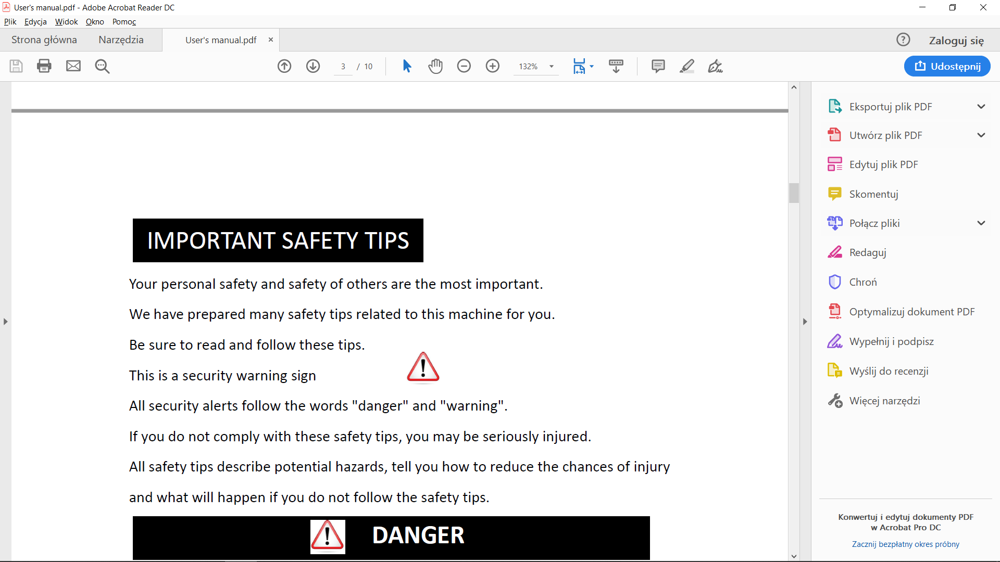 User's manual.pdf - Adobe Acrobat Reader DC
Plik Edycja Widok Okno Pomoc
Strona główna Narzędzia User's manual.pdf Zaloguj się
3 / 10 132% Udostępnij
Eksportuj plik PDF
Utwórz plik PDF
Edytuj plik PDF
Skomentuj
Połącz pliki
Redaguj
Chroń
Optymalizuj dokument PDF
Wypełnij i podpisz
Wyślij do recenzji
Więcej narzędzi
Konwertuj i edytuj dokumenty PDF
w Acrobat Pro DC
Zacznij bezpłatny okres próbny
IMPORTANT SAFETY TIPS
Your personal safety and safety of others are the most important.
We have prepared many safety tips related to this machine for you.
Be sure to read and follow these tips.
This is a security warning sign
All security alerts follow the words "danger" and "warning".
If you do not comply with these safety tips, you may be seriously injured.
All safety tips describe potential hazards, tell you how to reduce the chances of injury
and what will happen if you do not follow the safety tips.
DANGER